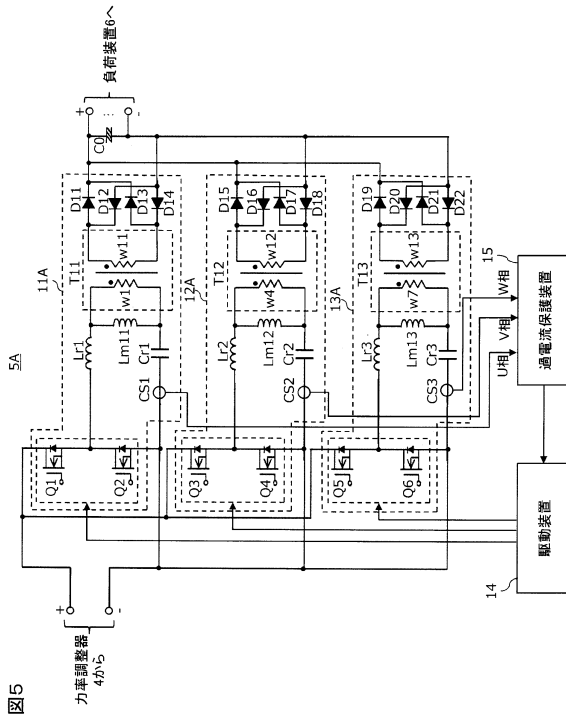 図5
5A
力率調整器
4から
+
-
11A
Q1
Q2
Lr1
Lm11
Cr1
CS1
T11
w1
w11
D11
D12
D13
D14
12A
Q3
Q4
Lr2
Lm12
Cr2
CS2
T12
w4
w12
D15
D16
D17
D18
13A
Q5
Q6
Lr3
Lm13
Cr3
CS3
T13
w7
w13
D19
D20
D21
D22
C0
+
…
-
負荷装置6へ
U相
V相
W相
14
駆動装置
15
過電流保護装置